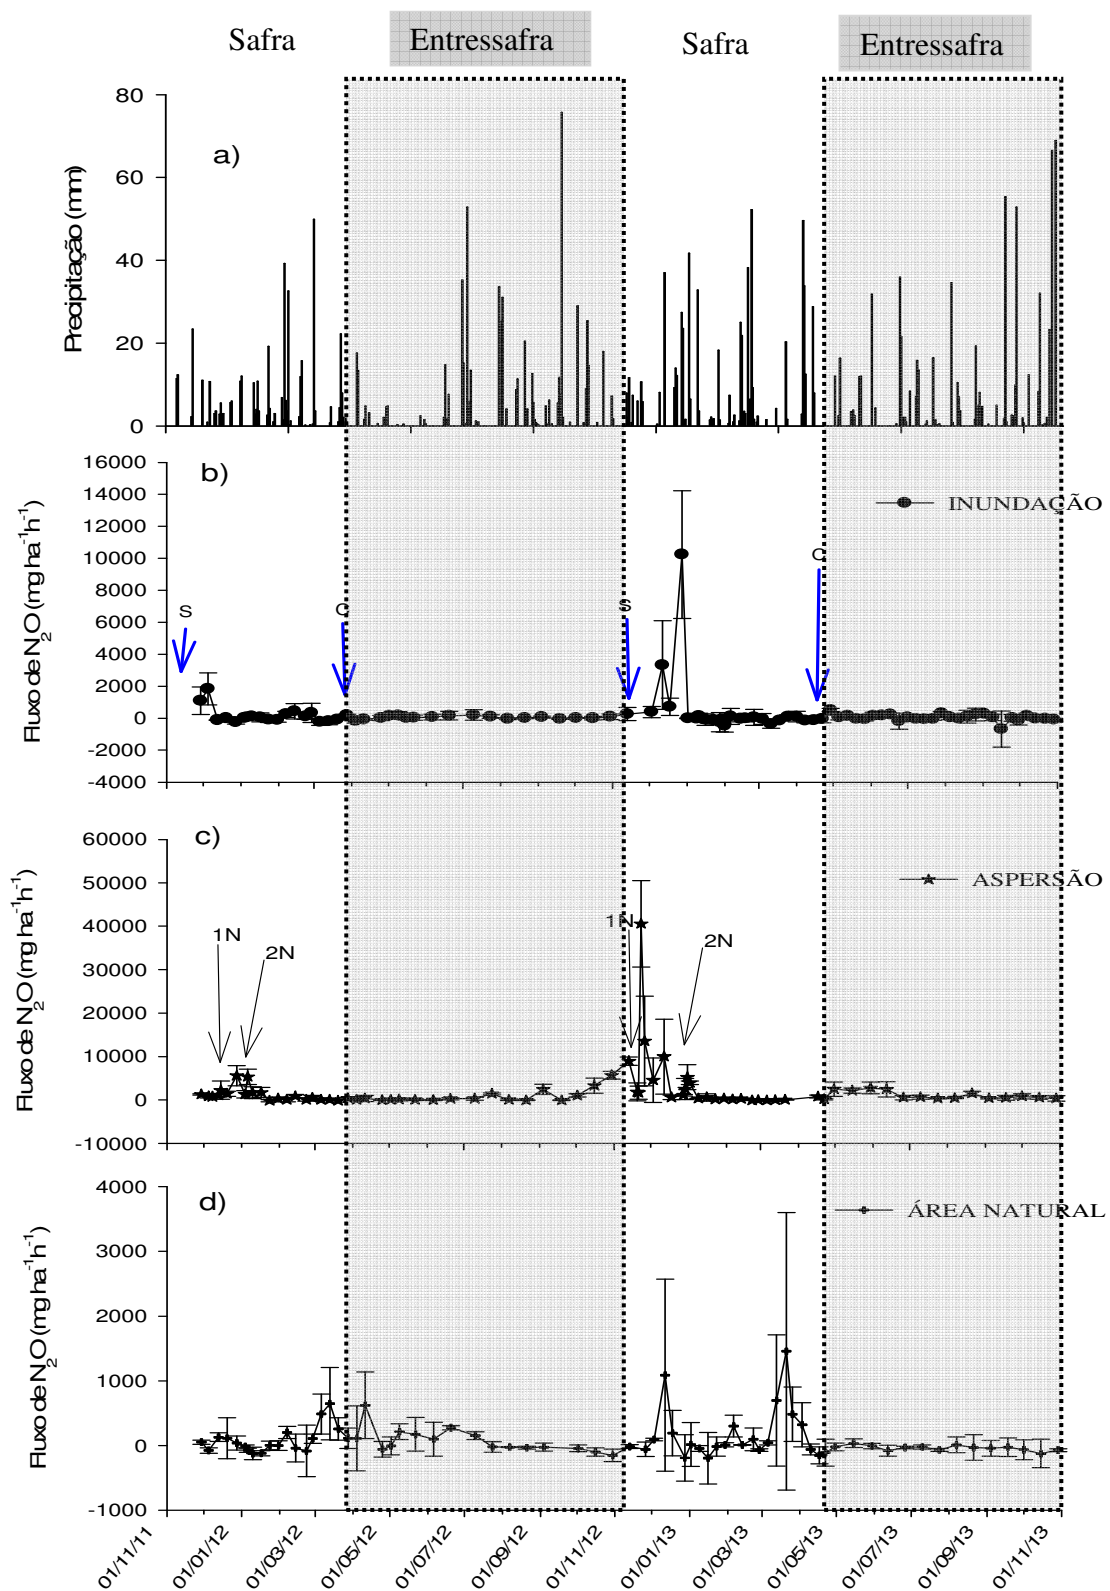 Safra
Entressafra
Safra
Entressafra
80
60
40
20
0
Precipitação (mm)
a)
16000
14000
12000
10000
8000
6000
4000
2000
0
-2000
-4000
Fluxo de N2O (mg ha-1h-1)
b)
INUNDAÇÃO
S
C
S
C
60000
50000
40000
30000
20000
10000
0
-10000
Fluxo de N2O (mg ha-1h-1)
c)
ASPERSÃO
1N
2N
1N
2N
4000
3000
2000
1000
0
-1000
Fluxo de N2O (mg ha-1h-1)
d)
ÁREA NATURAL
01/11/11
01/01/12
01/03/12
01/05/12
01/07/12
01/09/12
01/11/12
01/01/13
01/03/13
01/05/13
01/07/13
01/09/13
01/11/13